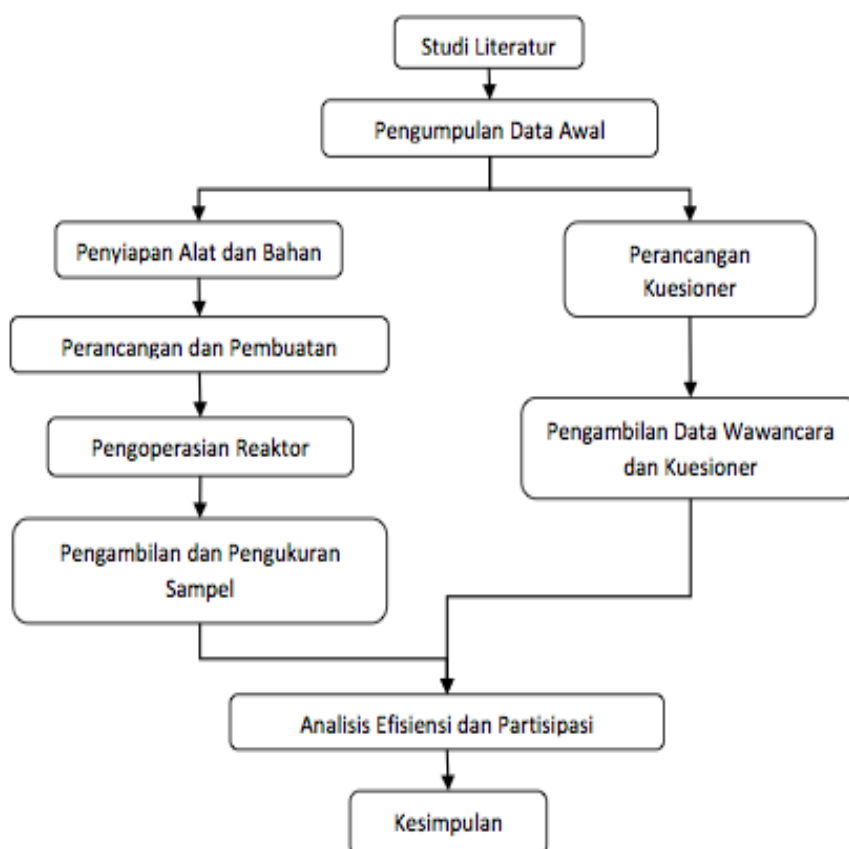 Studi Literatur
Pengumpulan Data Awal
Penyiapan Alat dan Bahan
Perancangan
Kuesioner
Perancangan dan Pembuatan
Pengoperasian Reaktor
Pengambilan Data Wawancara
dan Kuesioner
Pengambilan dan Pengukuran
Sampel
Analisis Efisiensi dan Partisipasi
Kesimpulan